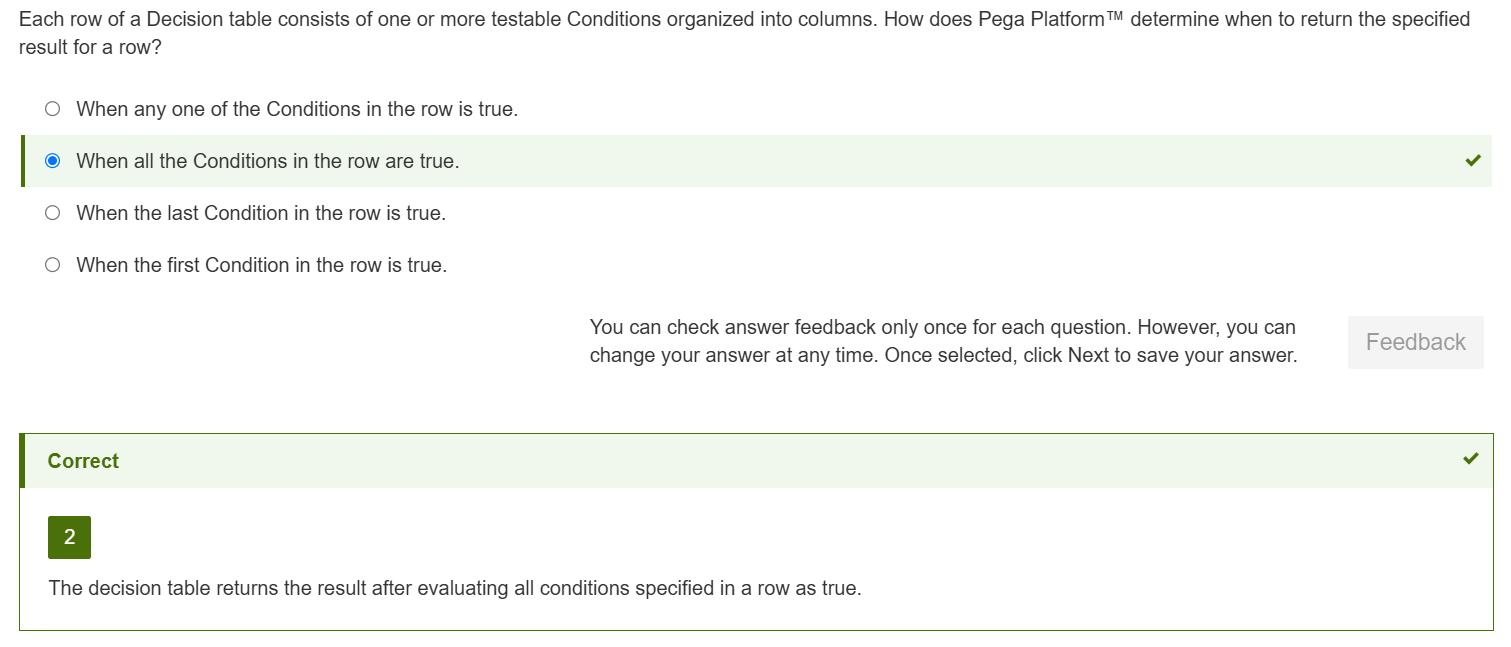 Each row of a Decision table consists of one or more testable Conditions organized into columns. How does Pega Platform™ determine when to return the specified
result for a row?
When any one of the Conditions in the row is true.
When all the Conditions in the row are true.
When the last Condition in the row is true.
When the first Condition in the row is true.
You can check answer feedback only once for each question. However, you can
change your answer at any time. Once selected, click Next to save your answer.
Feedback
Correct
2
The decision table returns the result after evaluating all conditions specified in a row as true.